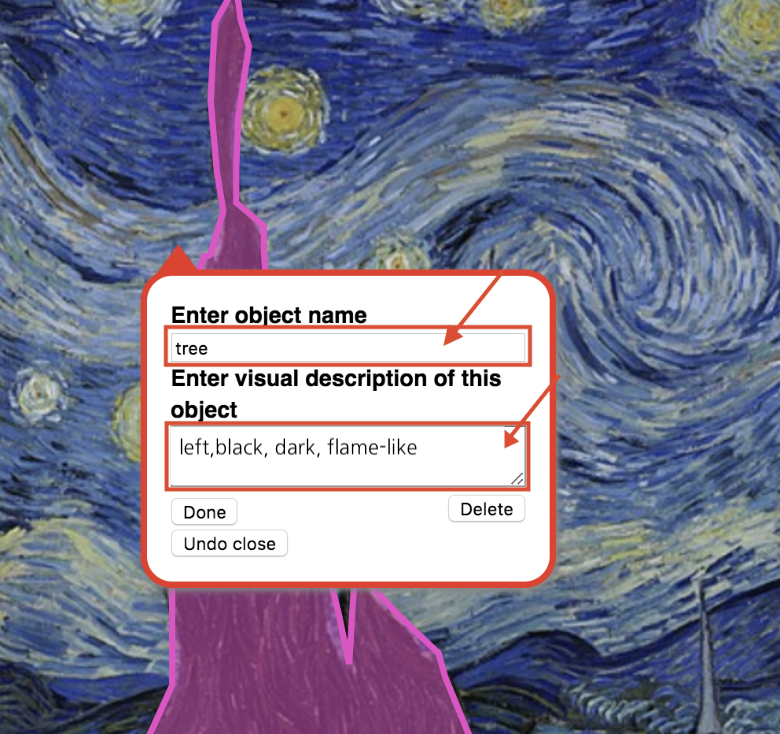 Enter object name
tree
Enter visual description of this
object
left,black, dark, flame-like
Done
Delete
Undo close